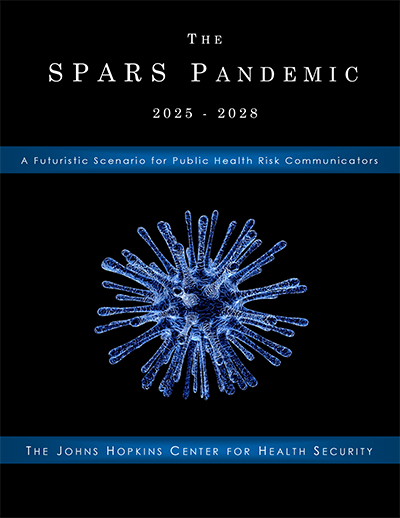 The
SPARS Pandemic
2025 - 2028
A Futuristic Scenario for Public Health Risk Communicators
The Johns Hopkins Center for Health Security